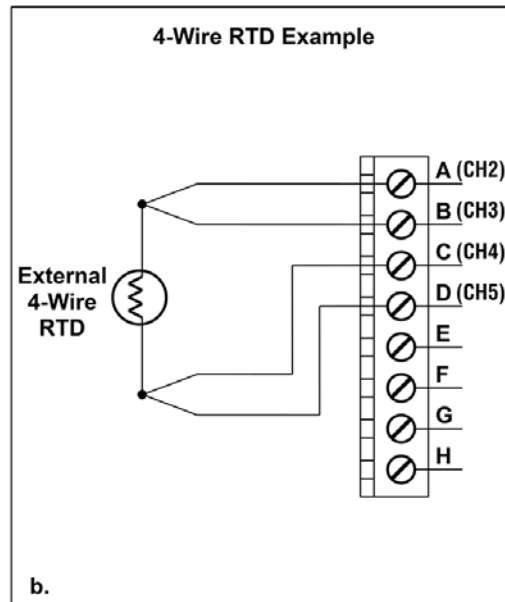 4-Wire RTD Example
A (CH2)
B (CH3)
C (CH4)
D (CH5)
E
F
G
H
External
4-Wire
RTD
b.